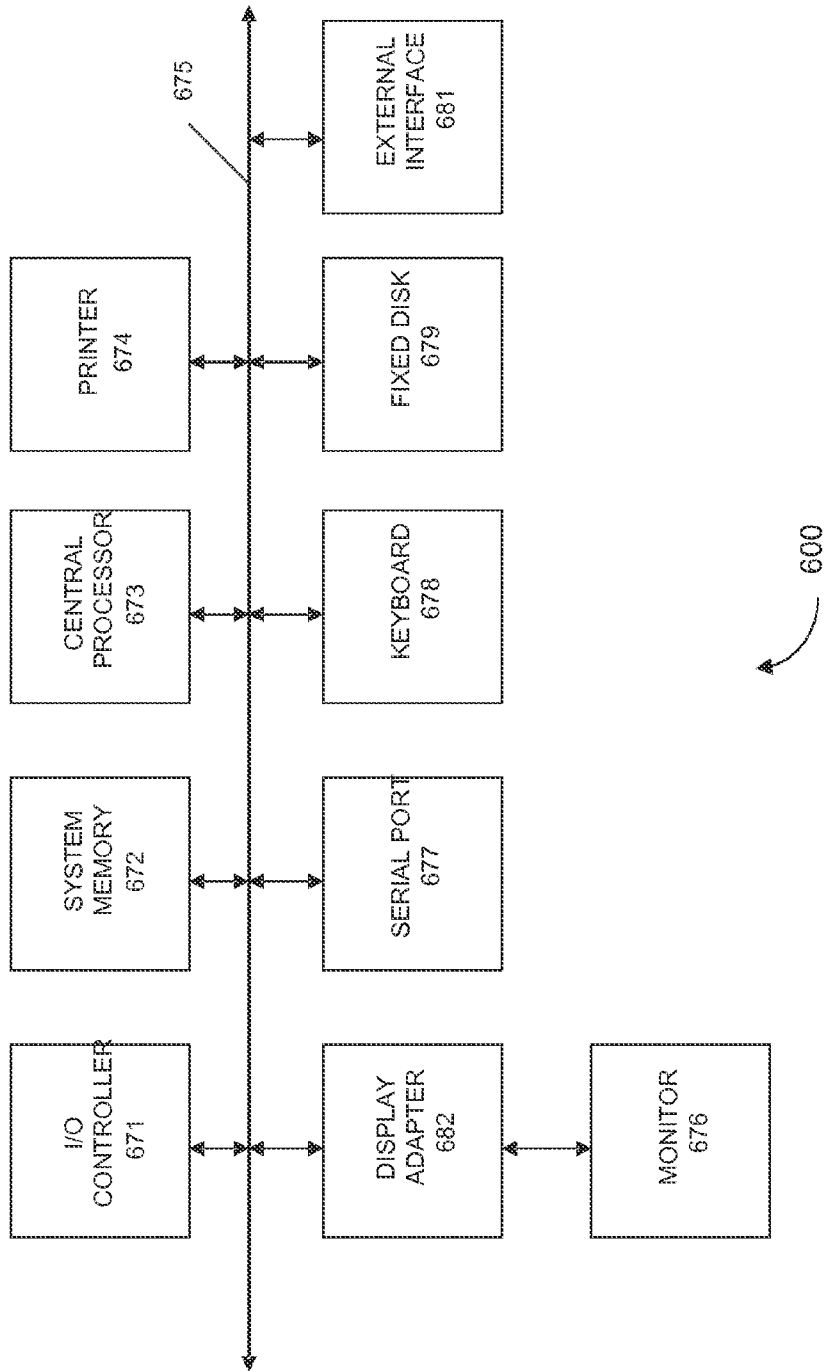 I/O
CONTROLLER
671
SYSTEM
MEMORY
672
CENTRAL
PROCESSOR
673
PRINTER
674
675
DISPLAY
ADAPTER
682
SERIAL PORT
677
KEYBOARD
678
FIXED DISK
679
EXTERNAL
INTERFACE
681
MONITOR
676
600